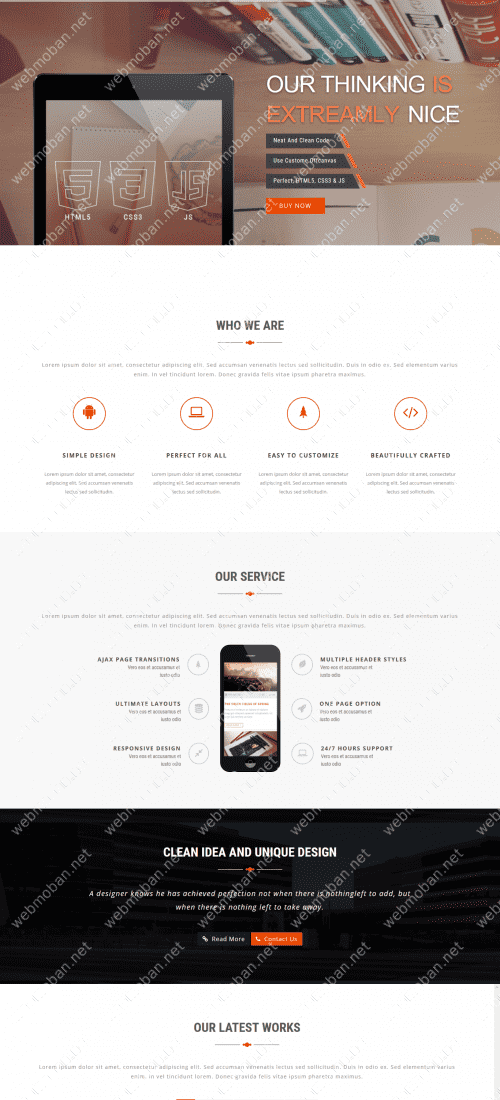 OUR THINKING IS
EXTREAMLY NICE
Neat And Clean Code
Use Custome Offcanvas
Perfect HTML5, CSS3 & JS
BUY NOW
HTML5 CSS3 JS
WHO WE ARE
Lorem ipsum dolor sit amet, consectetur adipiscing elit. Sed accumsan venenatis lectus sed sollicitudin. Duis in odio ex. Sed elementum varius
enim. In vel tincidunt lorem. Donec gravida felis vitae ipsum pharetra maximus.
SIMPLE DESIGN
Lorem ipsum dolor sit amet, consectetur
adipiscing elit. Sed accumsan venenatis
lectus sed sollicitudin.
PERFECT FOR ALL
Lorem ipsum dolor sit amet, consectetur
adipiscing elit. Sed accumsan venenatis
lectus sed sollicitudin.
EASY TO CUSTOMIZE
Lorem ipsum dolor sit amet, consectetur
adipiscing elit. Sed accumsan venenatis
lectus sed sollicitudin.
BEAUTIFULLY CRAFTED
Lorem ipsum dolor sit amet, consectetur
adipiscing elit. Sed accumsan venenatis
lectus sed sollicitudin.
OUR SERVICE
Lorem ipsum dolor sit amet, consectetur adipiscing elit. Sed accumsan venenatis lectus sed sollicitudin. Duis in odio ex. Sed elementum varius
enim. In vel tincidunt lorem. Donec gravida felis vitae ipsum pharetra maximus.
AJAX PAGE TRANSITIONS
Vero eos et accusamus et
iusto odio
ULTIMATE LAYOUTS
Vero eos et accusamus et
iusto odio
RESPONSIVE DESIGN
Vero eos et accusamus et
iusto odio
MULTIPLE HEADER STYLES
Vero eos et accusamus et
iusto odio
ONE PAGE OPTION
Vero eos et accusamus et
iusto odio
24/7 HOURS SUPPORT
Vero eos et accusamus et
iusto odio
CLEAN IDEA AND UNIQUE DESIGN
A designer knows he has achieved perfection not when there is nothingleft to add, but
when there is nothing left to take away.
Read More Contact Us
OUR LATEST WORKS
Lorem ipsum dolor sit amet, consectetur adipiscing elit. Sed accumsan venenatis lectus sed sollicitudin. Duis in odio ex. Sed elementum varius
enim. In vel tincidunt lorem. Donec gravida felis vitae ipsum pharetra maximus.
webmoban.net